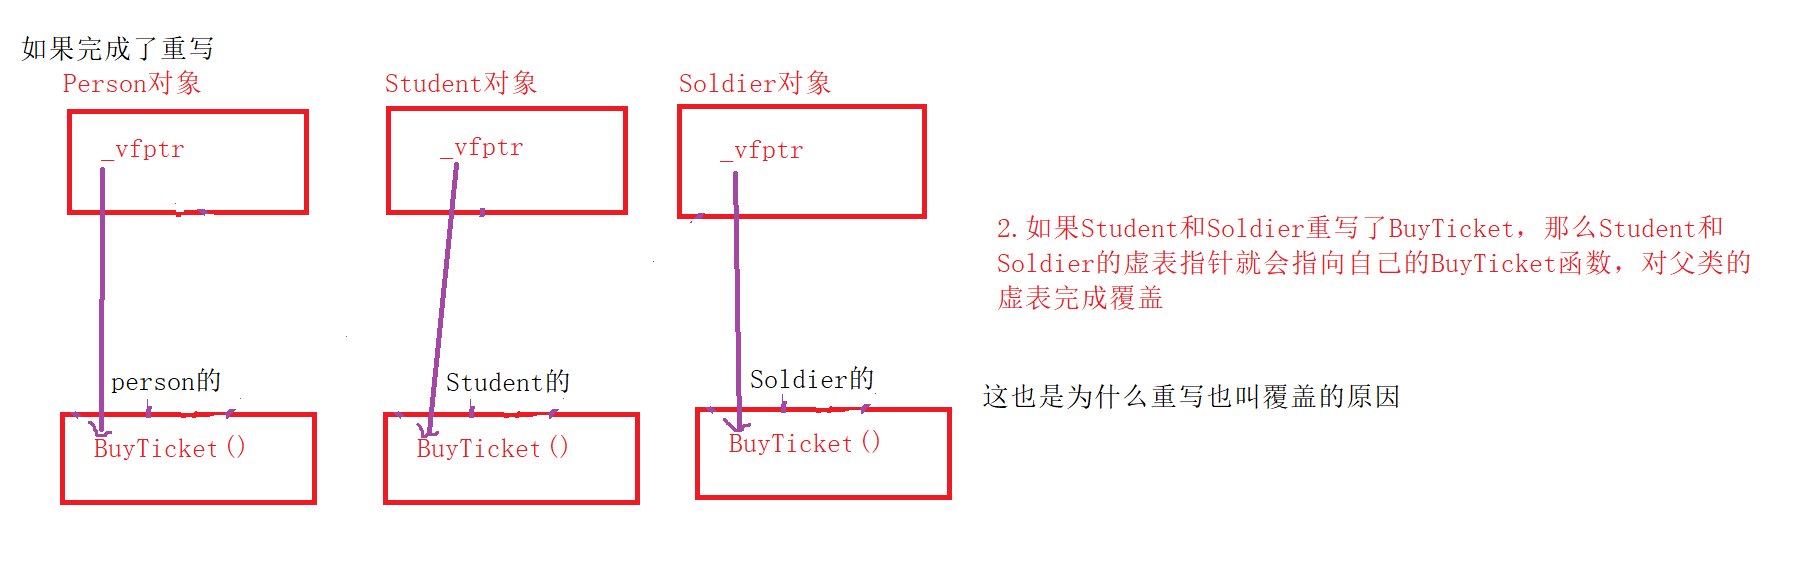 如果完成了重写
Person对象
Student对象
Soldier对象
_vfptr
_vfptr
_vfptr
2.如果Student和Soldier重写了BuyTicket，那么Student和
Soldier的虚表指针就会指向自己的BuyTicket函数，对父类的
虚表完成覆盖
person的
Student的
Soldier的
这也是为什么重写也叫覆盖的原因
BuyTicket()
BuyTicket()
BuyTicket()